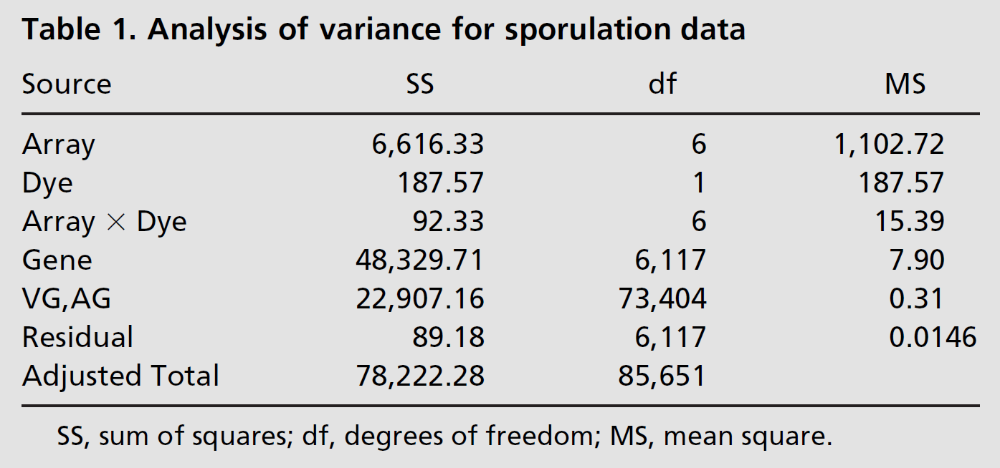 Table 1. Analysis of variance for sporulation data
Source SS df MS
Array 6,616.33 6 1,102.72
Dye 187.57 1 187.57
Array × Dye 92.33 6 15.39
Gene 48,329.71 6,117 7.90
VG,AG 22,907.16 73,404 0.31
Residual 89.18 6,117 0.0146
Adjusted Total 78,222.28 85,651
SS, sum of squares; df, degrees of freedom; MS, mean square.